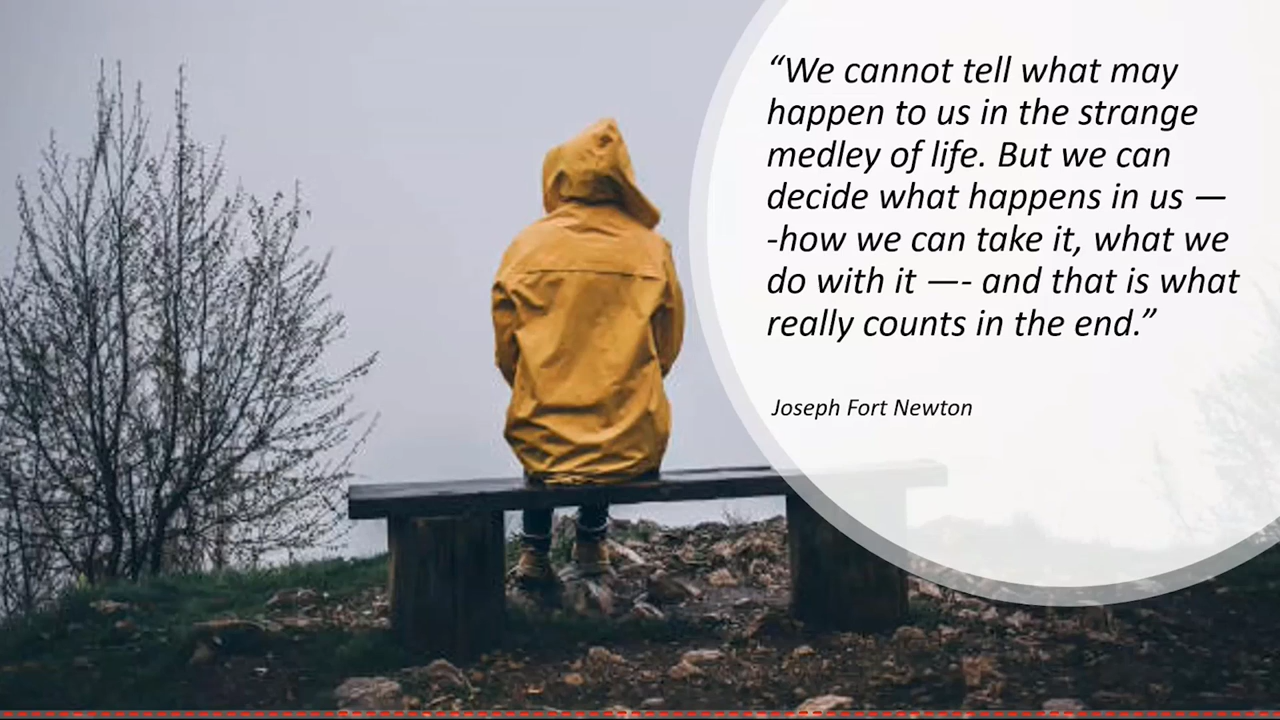 “We cannot tell what may
happen to us in the strange
medley of life. But we can
decide what happens in us —
-how we can take it, what we
do with it —- and that is what
really counts in the end.”
Joseph Fort Newton